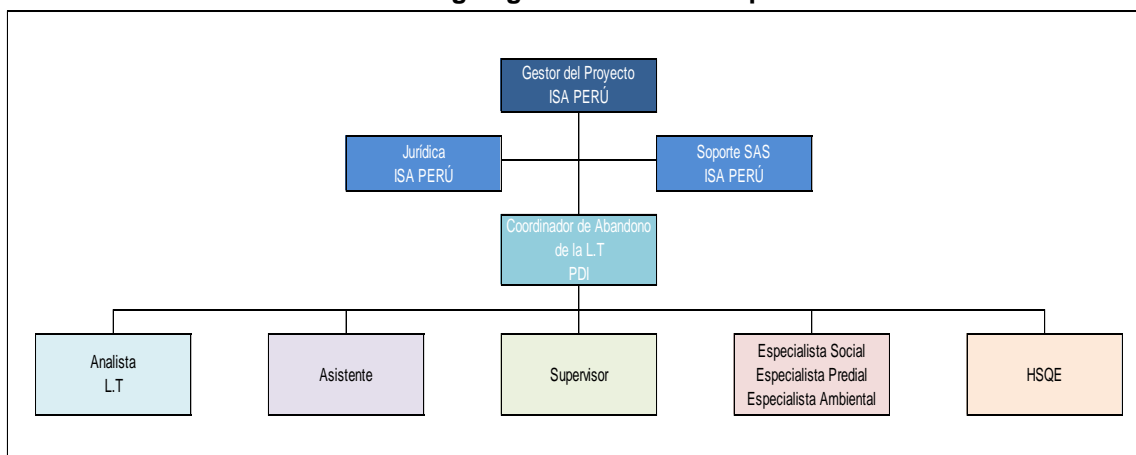 Gestor del Proyecto
ISA PERÚ
Jurídica
ISA PERÚ
Soporte SAS
ISA PERÚ
Coordinador de Abandono
de la L.T
PDI
Analista
L.T
Asistente
Supervisor
Especialista Social
Especialista Predial
Especialista Ambiental
HSQE